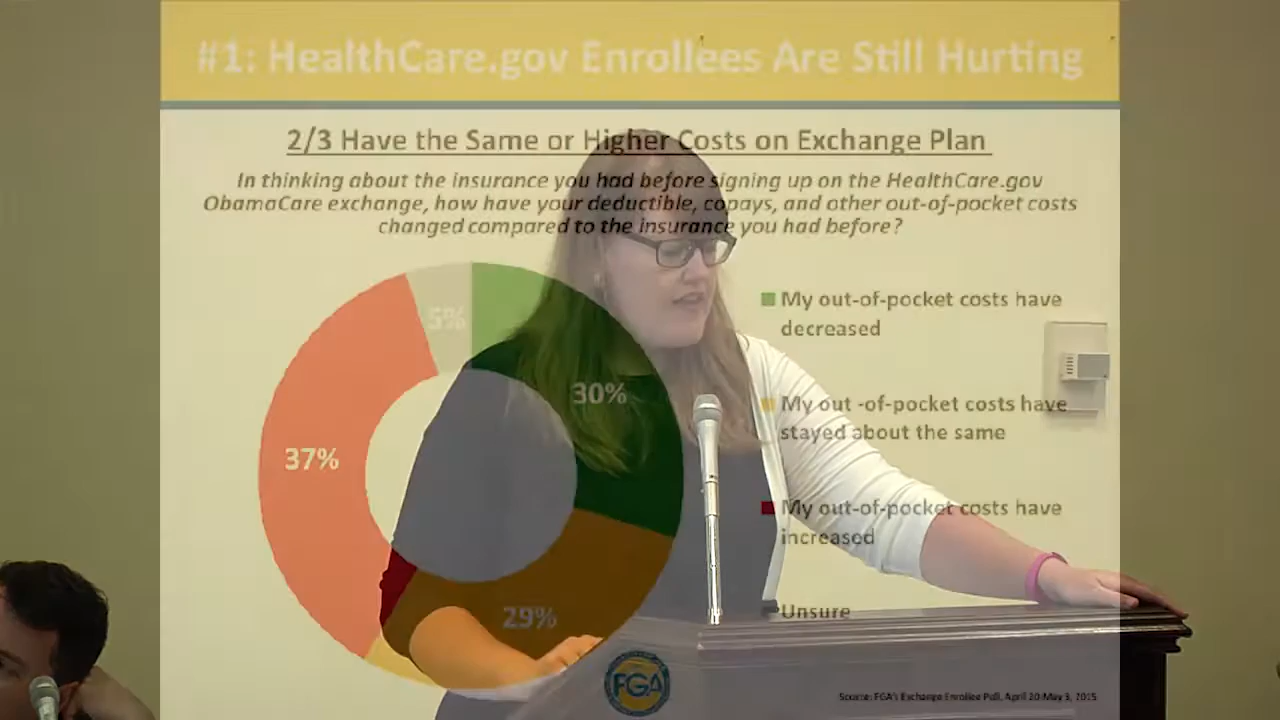 #1: HealthCare.gov Enrollees Are Still Hurting
2/3 Have the Same or Higher Costs on Exchange Plan
In thinking about the insurance you had before signing up on the HealthCare.gov
ObamaCare exchange, how have your deductible, copays, and other out-of-pocket costs
changed compared to the insurance you had before?
5%
My out-of-pocket costs have
decreased
30%
My out -of-pocket costs have
stayed about the same
37%
My out-of-pocket costs have
increased
29%
Unsure
FGA
Source: FGA's Exchange Enrollee Poll, April 20-May 3, 2015